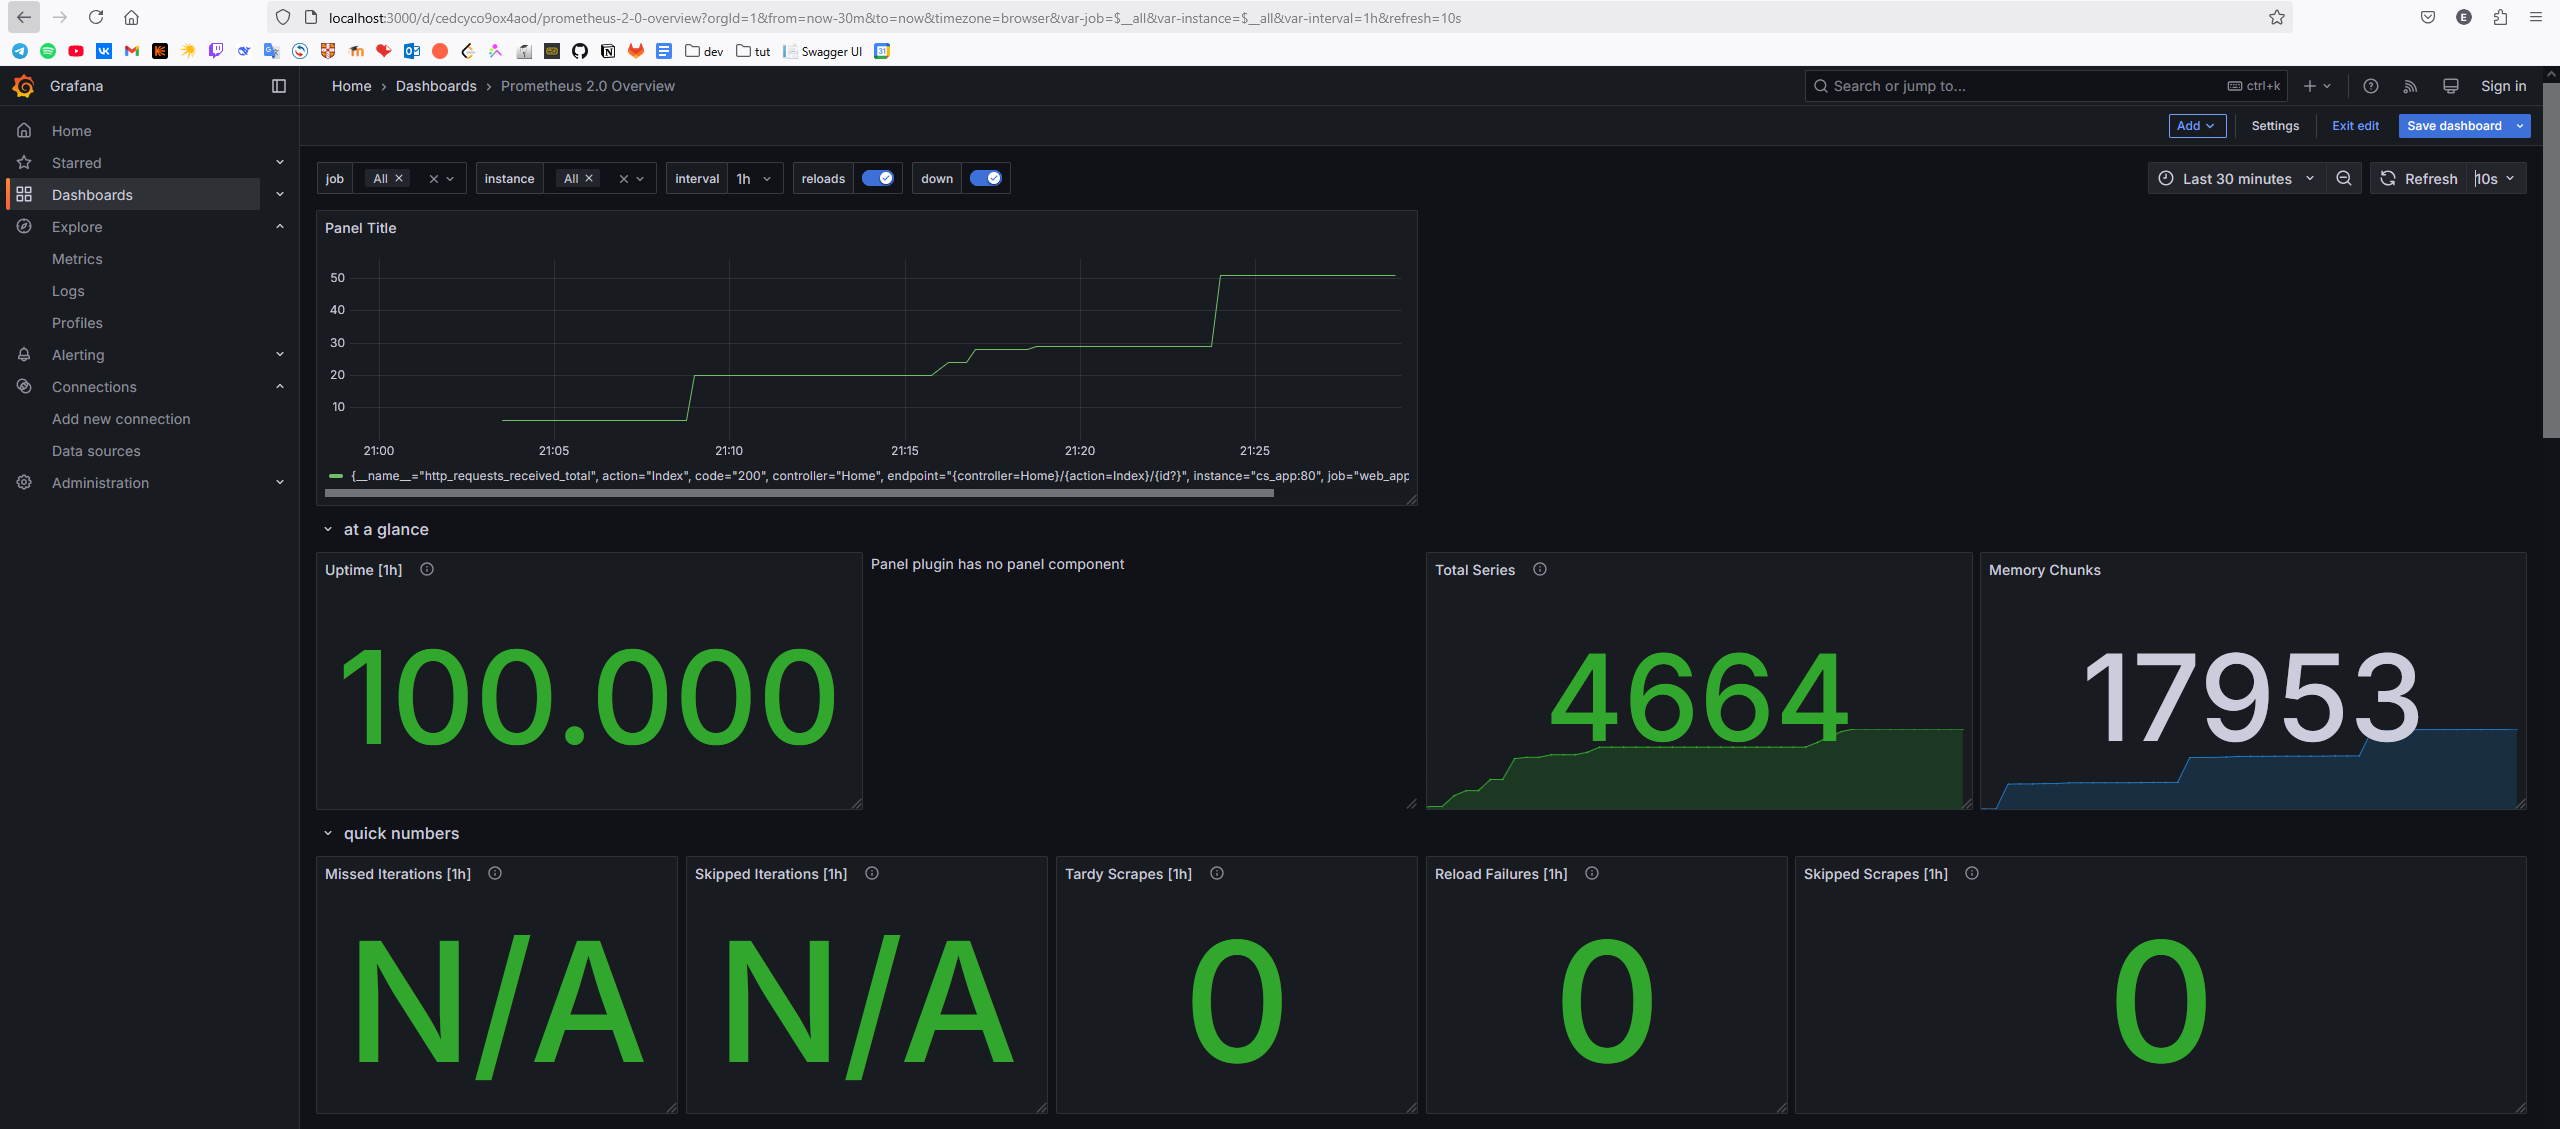 localhost:3000/d/cedcyco9ox4aod/prometheus-2-0-overview?orgId=1&from=now-30m&to=now&timezone=browser&var-job=$__all&var-instance=$__all&var-interval=1h&refresh=10s
dev tut Swagger UI
Grafana
Home › Dashboards › Prometheus 2.0 Overview
Search or jump to... ctrl+k
Sign in
Home
Starred
Dashboards
Explore
Metrics
Logs
Profiles
Alerting
Connections
Add new connection
Data sources
Administration
Add Settings Exit edit Save dashboard
job All instance All interval 1h reloads down
Last 30 minutes Refresh 10s
Panel Title
50
40
30
20
10
21:00 21:05 21:10 21:15 21:20 21:25
{__name__="http_requests_received_total", action="Index", code="200", controller="Home", endpoint="{controller=Home}/{action=Index}/{id?}", instance="cs_app:80", job="web_app
at a glance
Uptime [1h]
100.000
Panel plugin has no panel component
Total Series
4664
Memory Chunks
17953
quick numbers
Missed Iterations [1h]
N/A
Skipped Iterations [1h]
N/A
Tardy Scrapes [1h]
0
Reload Failures [1h]
0
Skipped Scrapes [1h]
0